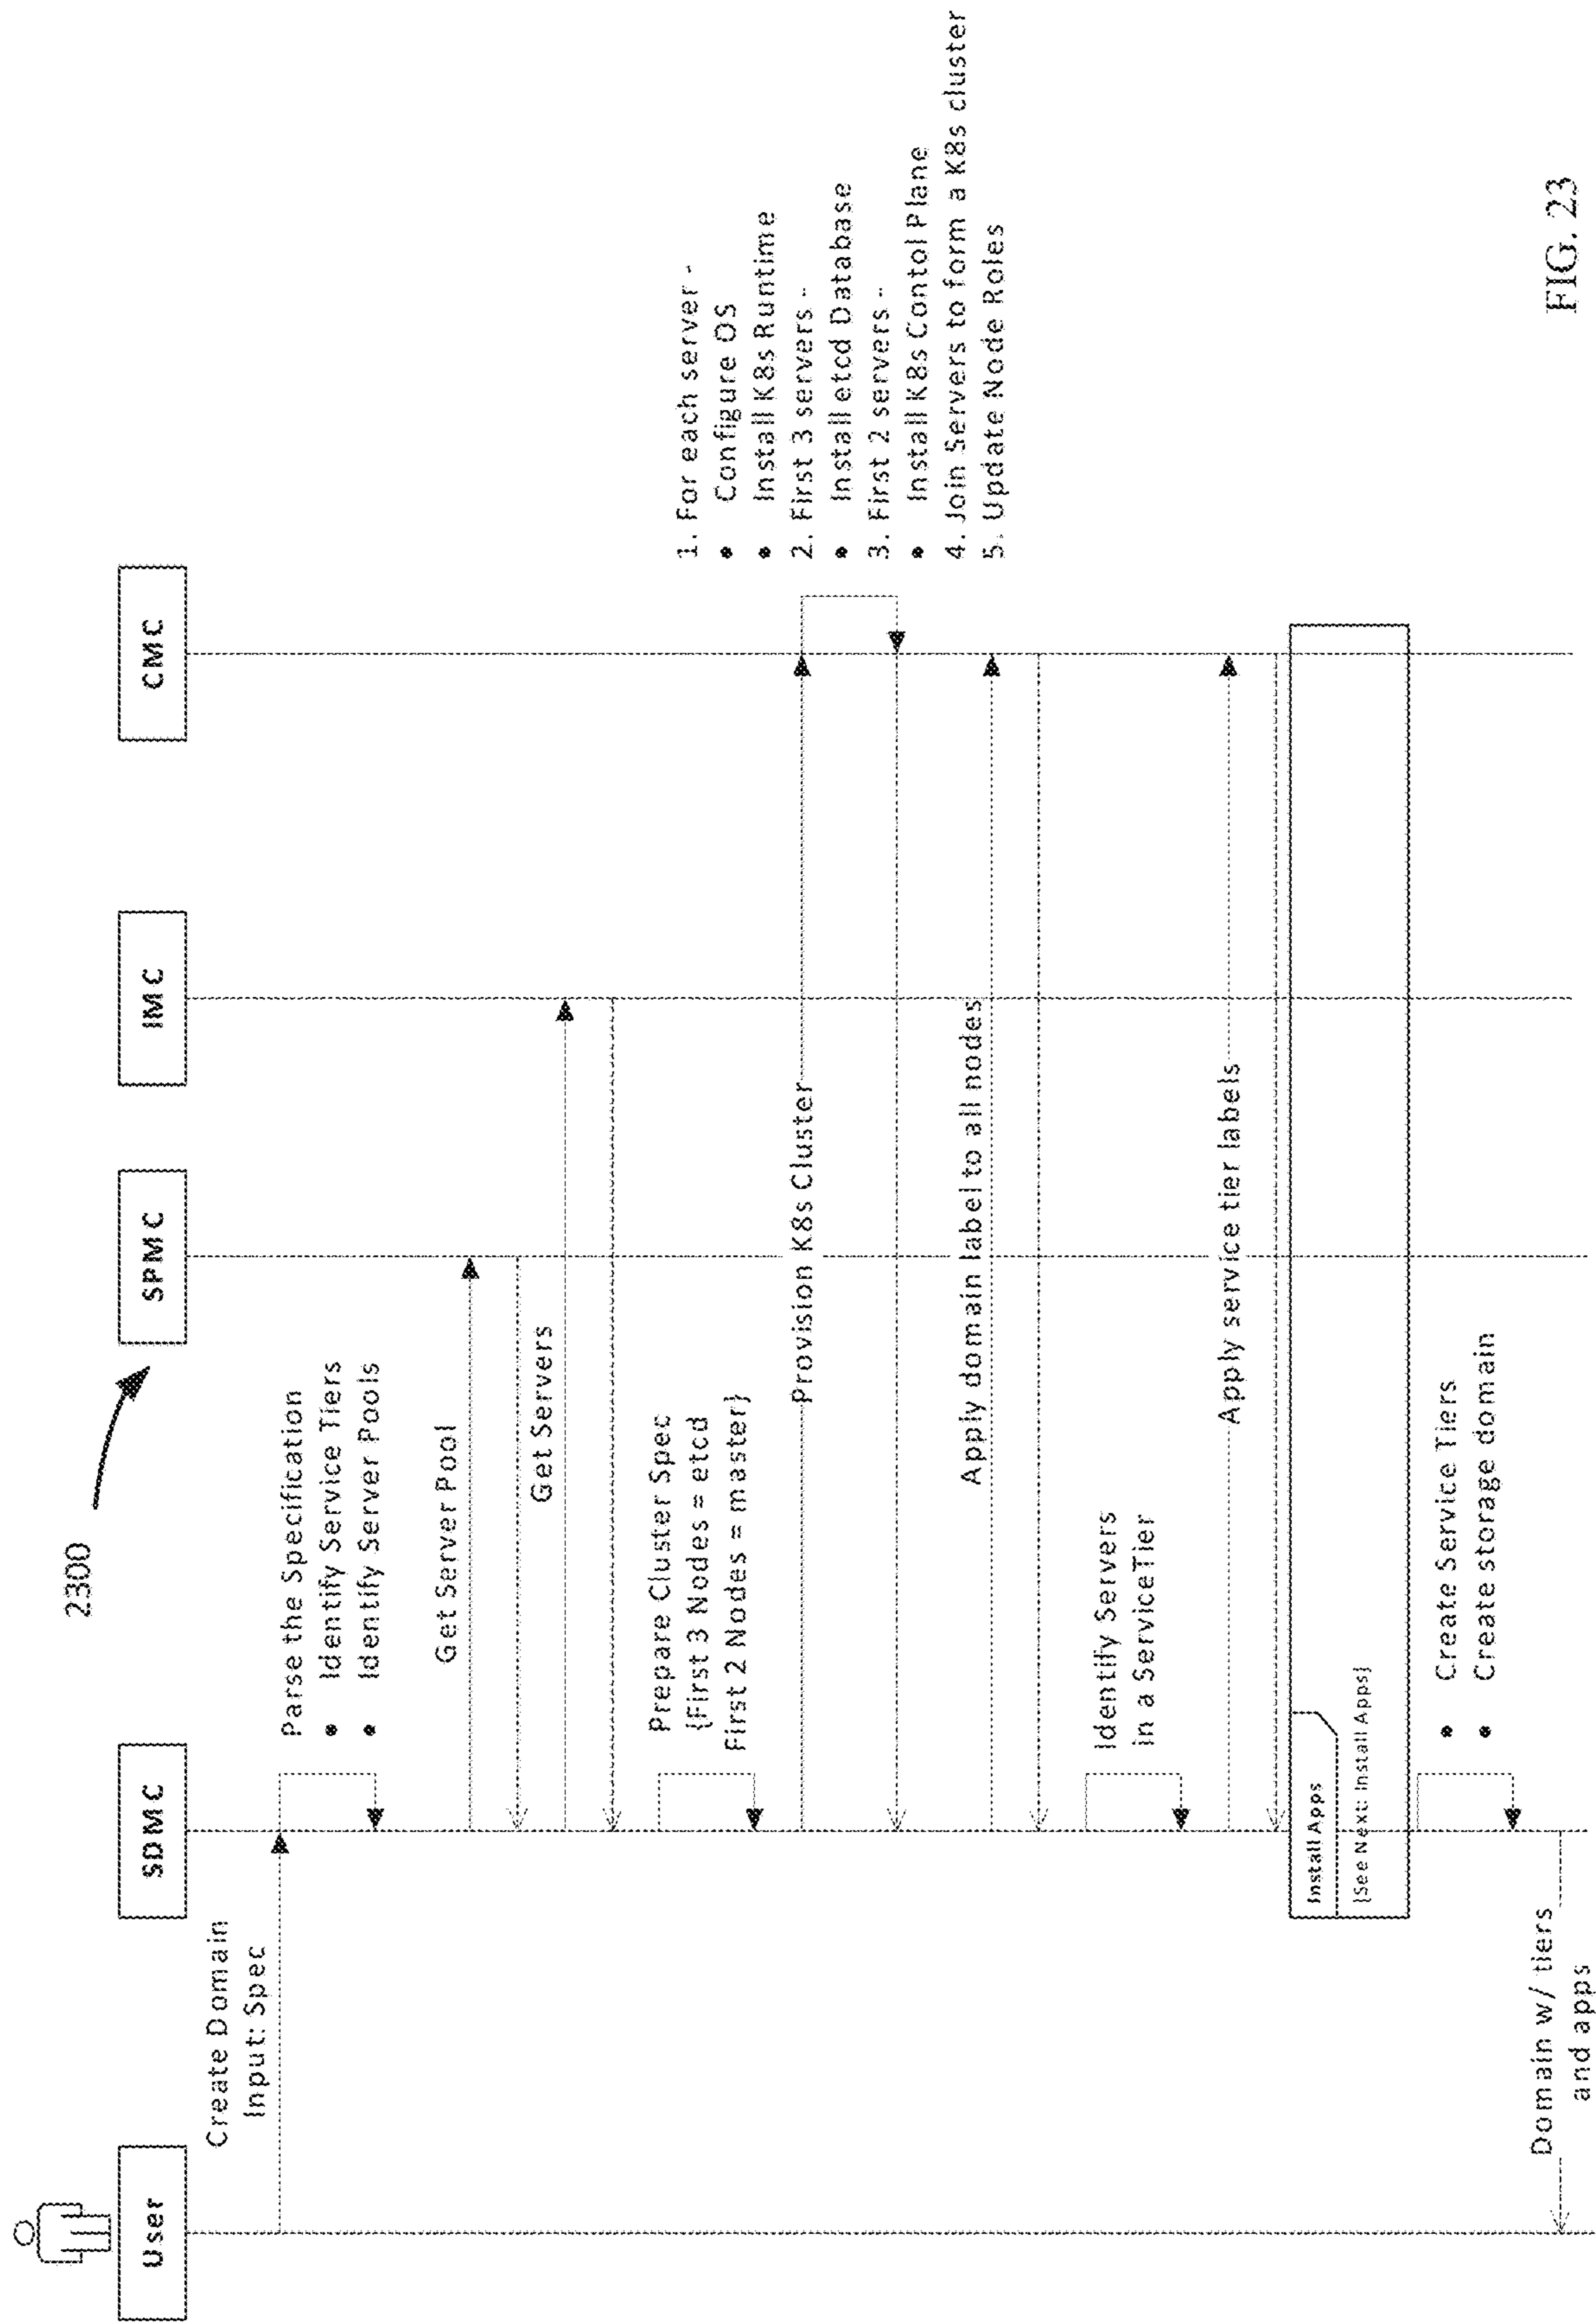 2300
User
SDMC
SPMC
IMC
CMC
Create Domain
Input: Spec
Parse the Specification
• Identify Service Tiers
• Identify Server Pools
Get Server Pool
Get Servers
Prepare Cluster Spec
{First 3 Nodes = etcd
First 2 Nodes = master}
Provision K8s Cluster
1. For each server -
• Configure OS
• Install K8s Runtime
2. First 3 servers -
• Install etcd Database
3. First 2 servers -
• Install K8s Contol Plane
4. Join Servers to form a K8s cluster
5. Update Node Roles
Apply domain label to all nodes
Identify Servers
in a ServiceTier
Apply service tier labels
Install Apps
[See Next: Install Apps]
• Create Service Tiers
• Create storage domain
Domain w/ tiers
and apps
FIG. 23